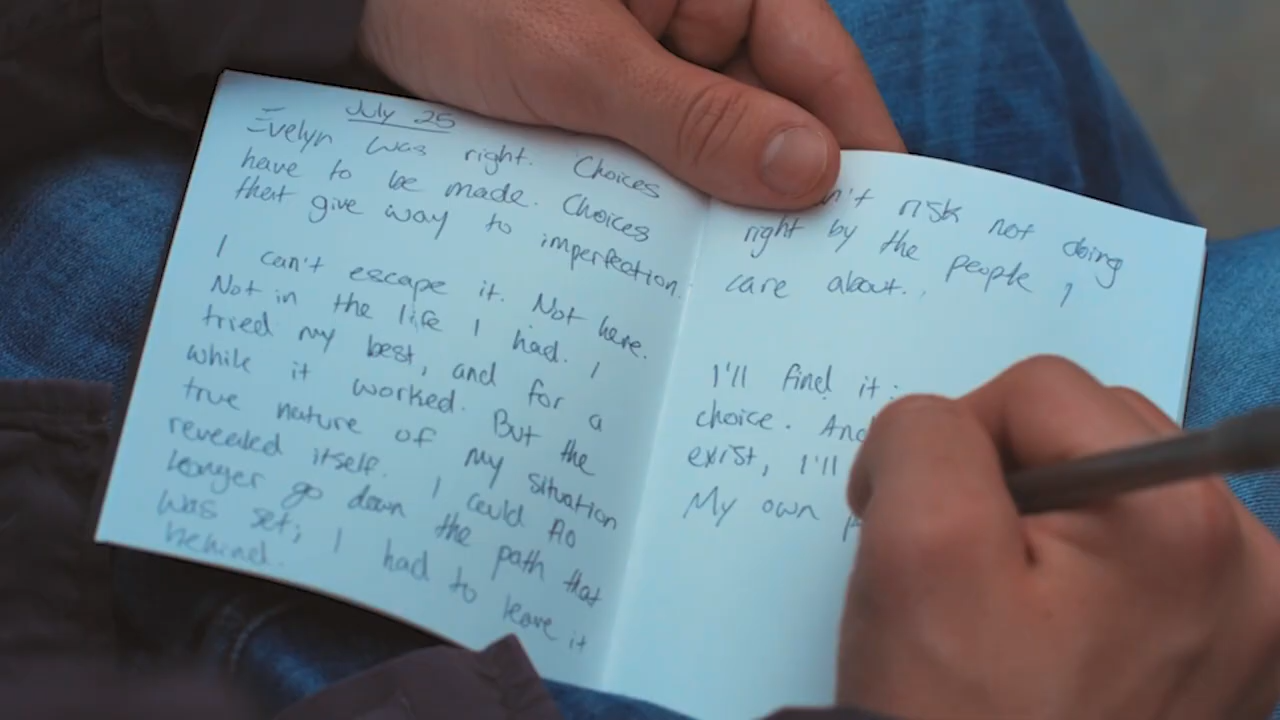 July 25
Evelyn was right. Choices
have to be made. Choices
that give way to imperfection.
I can't escape it. Not here.
Not in the life I had. I
tried my best, and for a
while it worked. But the
true nature of my situation
revealed itself. I could no
longer go down the path that
was set; I had to leave it
behind.
n't risk not doing
right by the people I
care about.
I'll find it
choice. And
exist, I'll
My own